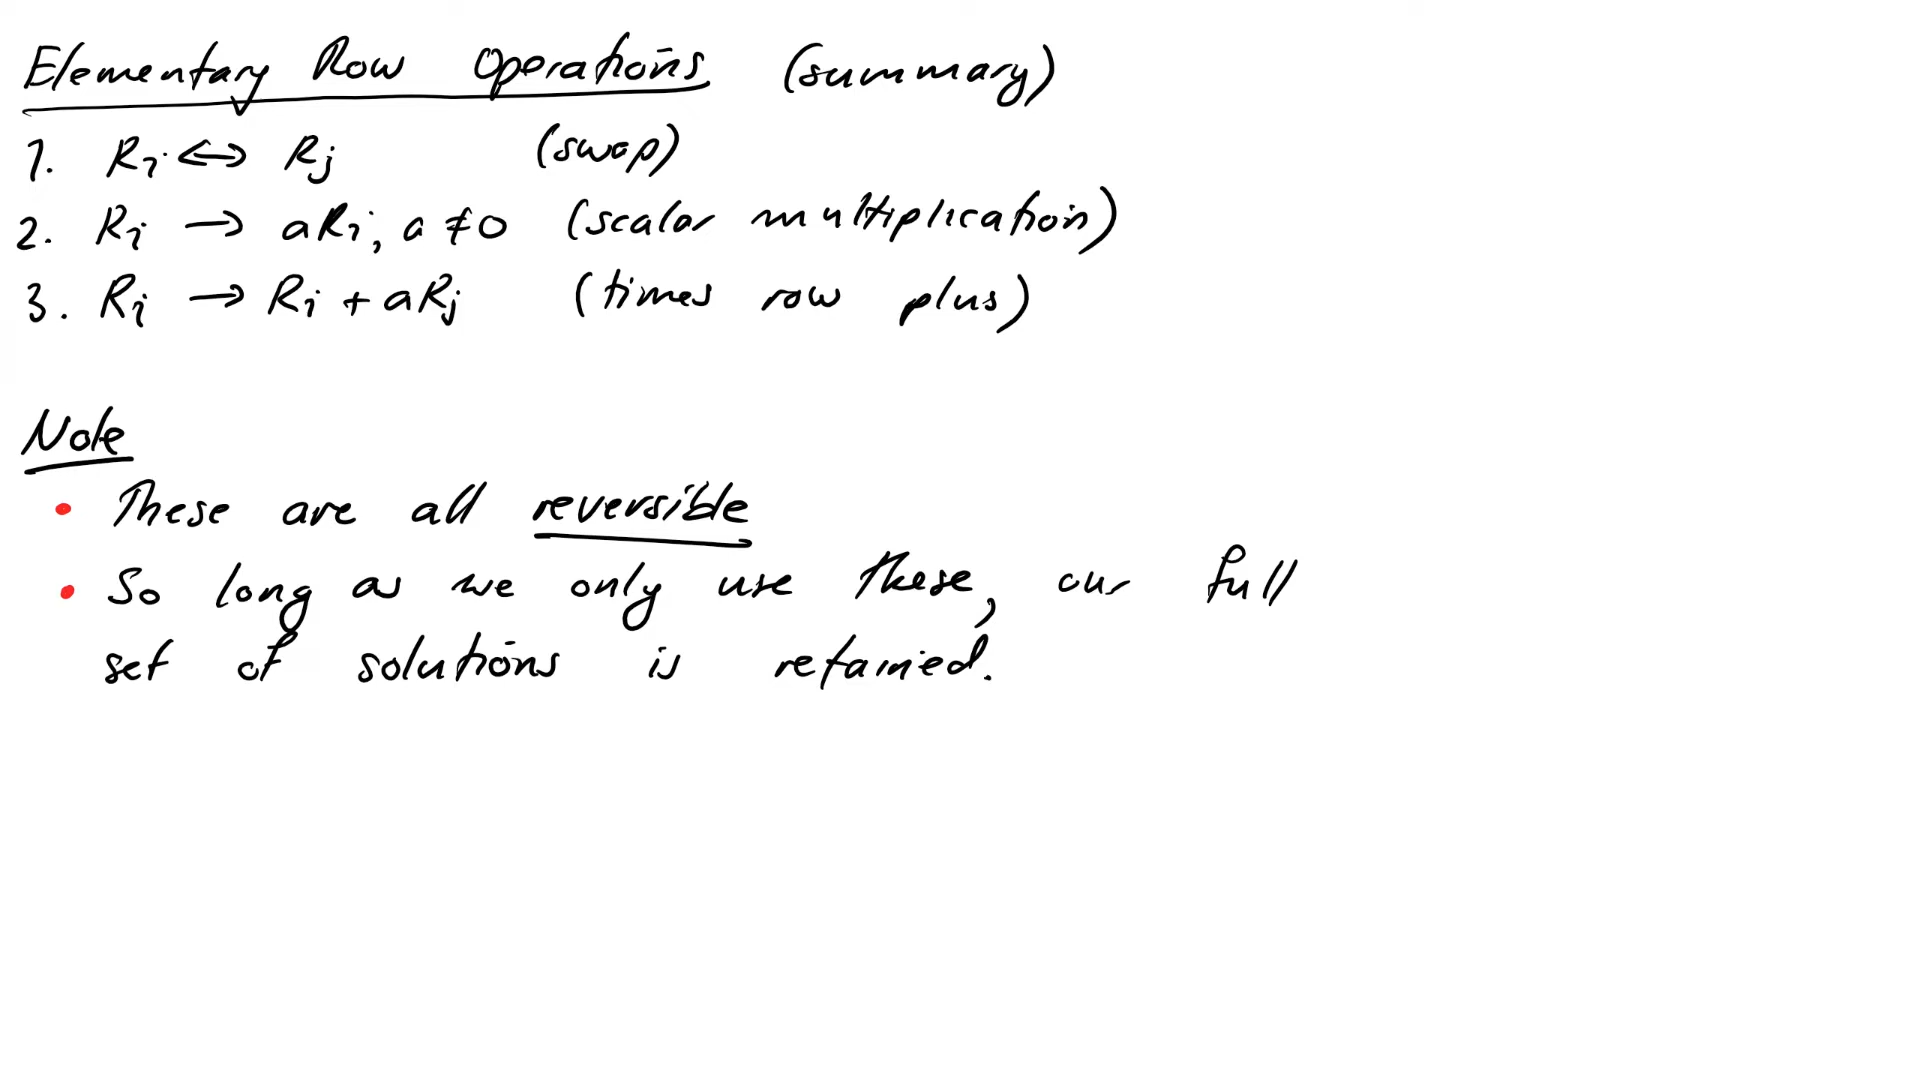 Elementary Row Operations (summary)
1. Ri ⟺ Rj (swap)
2. Ri → aRi, a ≠ 0 (scalar multiplication)
3. Ri → Ri + aRj (times row plus)
Note
• These are all reversible
• So long as we only use these, our full
set of solutions is retained.